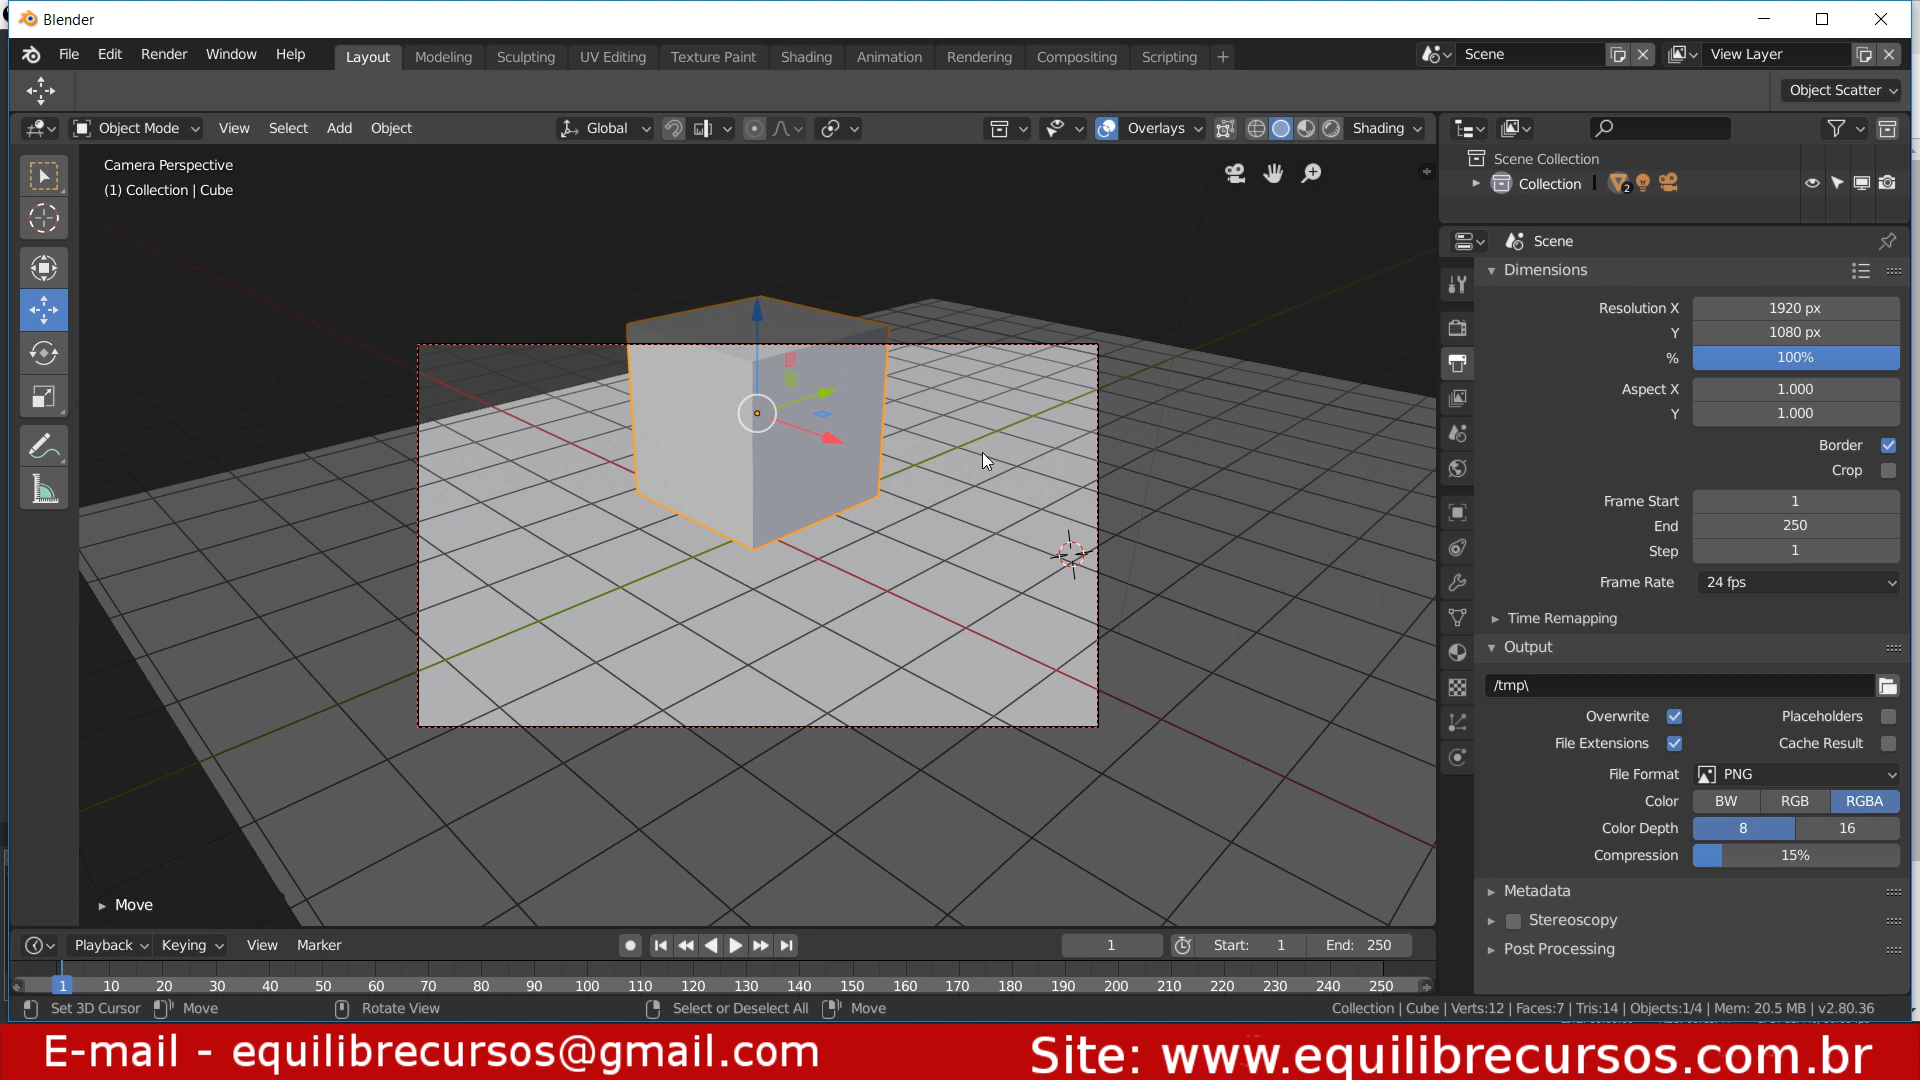 Blender
File Edit Render Window Help Layout Modeling Sculpting UV Editing Texture Paint Shading Animation Rendering Compositing Scripting + Scene View Layer
Object Scatter
Object Mode View Select Add Object Global Overlays Shading
Camera Perspective
(1) Collection | Cube
Scene Collection
Collection 2
Scene
Dimensions
Resolution X 1920 px
Y 1080 px
% 100%
Aspect X 1.000
Y 1.000
Border
Crop
Frame Start 1
End 250
Step 1
Frame Rate 24 fps
Time Remapping
Output
/tmp\
Overwrite Placeholders
File Extensions Cache Result
File Format PNG
Color BW RGB RGBA
Color Depth 8 16
Compression 15%
Metadata
Stereoscopy
Post Processing
Move
Playback Keying View Marker 1 Start: 1 End: 250
1 10 20 30 40 50 60 70 80 90 100 110 120 130 140 150 160 170 180 190 200 210 220 230 240 250
Set 3D Cursor Move Rotate View Select or Deselect All Move Collection | Cube | Verts:12 | Faces:7 | Tris:14 | Objects:1/4 | Mem: 20.5 MB | v2.80.36
E-mail - equilibrecursos@gmail.com Site: www.equilibrecursos.com.br